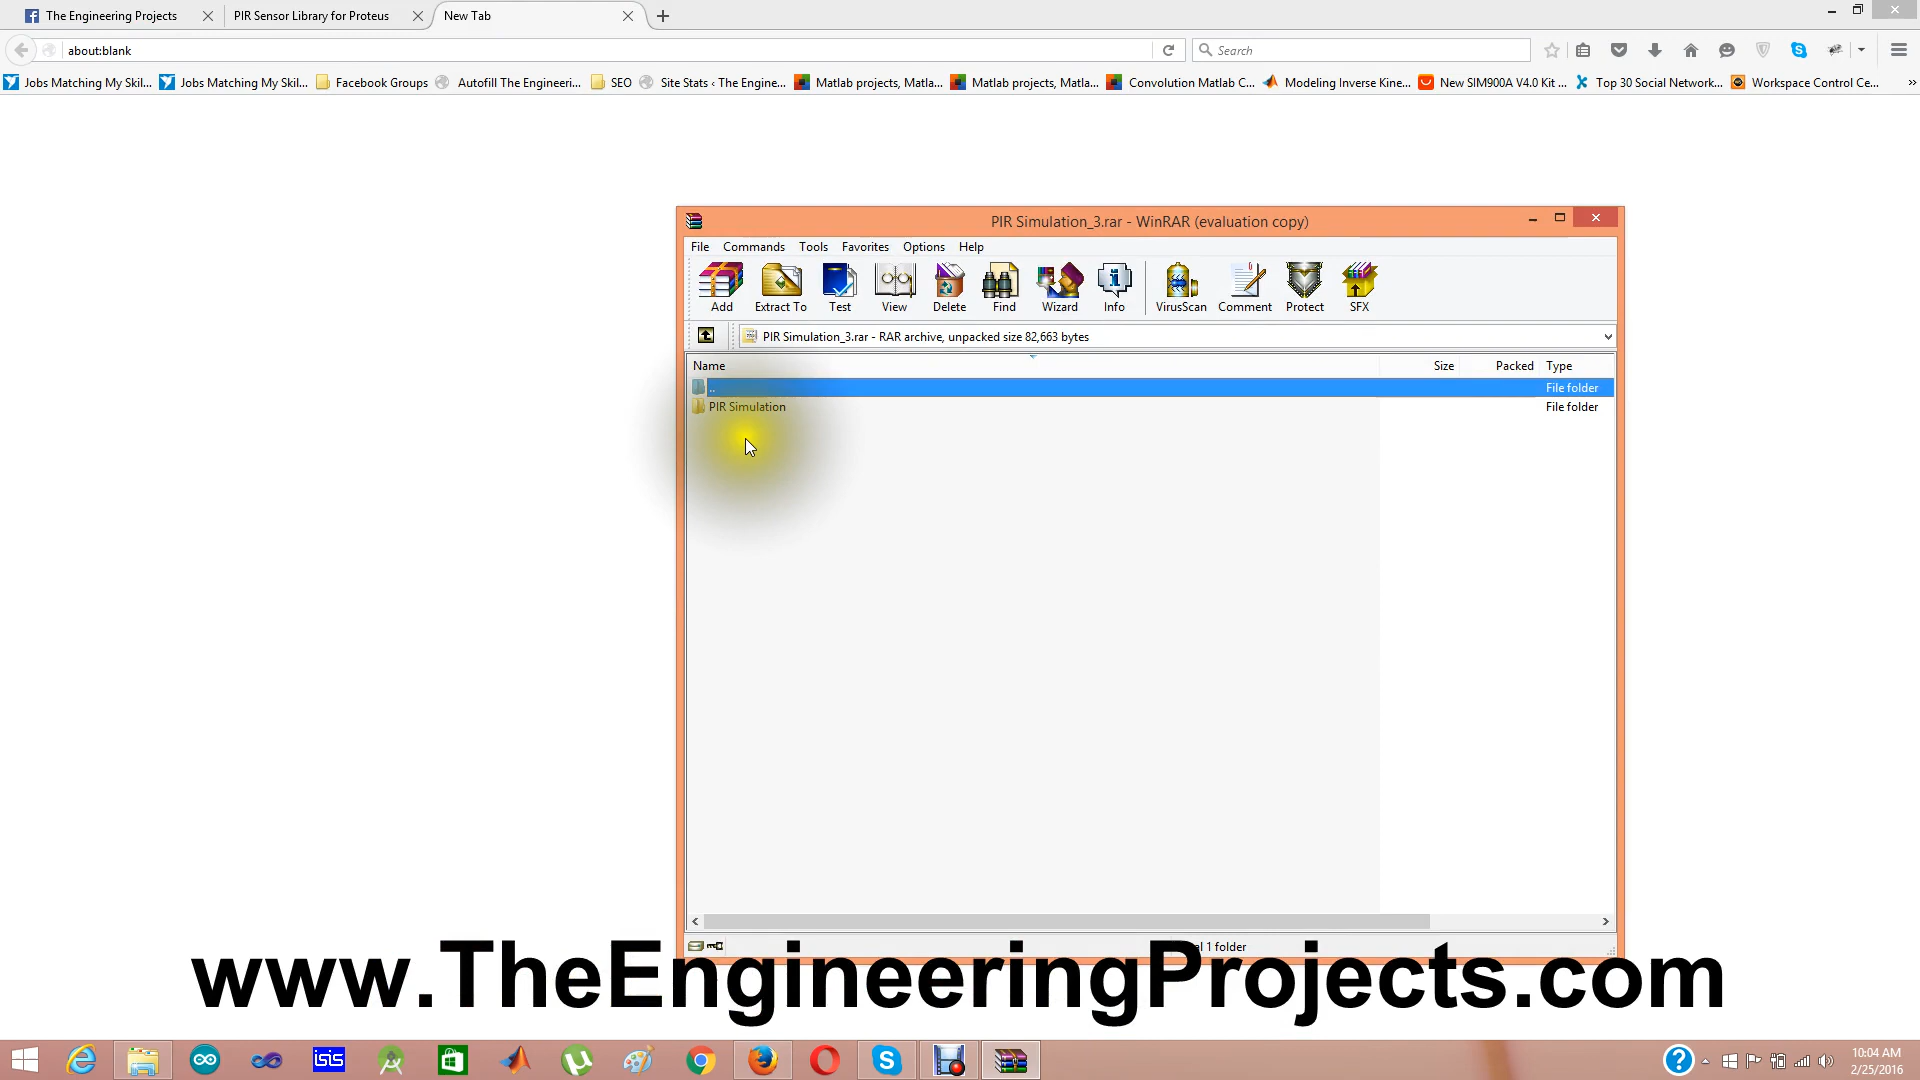 The Engineering Projects
PIR Sensor Library for Proteus
New Tab
about:blank
Search
Jobs Matching My Skil...
Jobs Matching My Skil...
Facebook Groups
Autofill The Engineeri...
SEO
Site Stats ‹ The Engine...
Matlab projects, Matla...
Matlab projects, Matla...
Convolution Matlab C...
Modeling Inverse Kine...
New SIM900A V4.0 Kit ...
Top 30 Social Network...
Workspace Control Ce...
PIR Simulation_3.rar - WinRAR (evaluation copy)
File Commands Tools Favorites Options Help
Add Extract To Test View Delete Find Wizard Info VirusScan Comment Protect SFX
PIR Simulation_3.rar - RAR archive, unpacked size 82,663 bytes
Name Size Packed Type
.. File folder
PIR Simulation File folder
1 folder
www.TheEngineeringProjects.com
isis
10:04 AM
2/25/2016